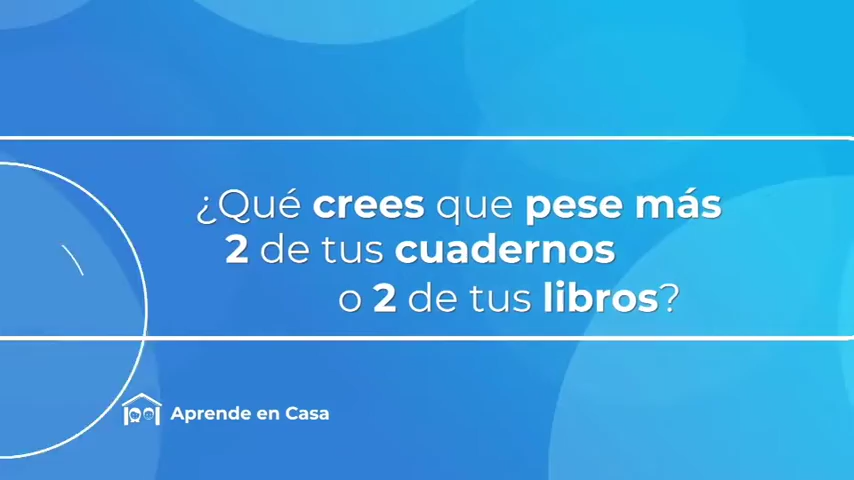 ¿Qué crees que pese más
2 de tus cuadernos
o 2 de tus libros?
Aprende en Casa